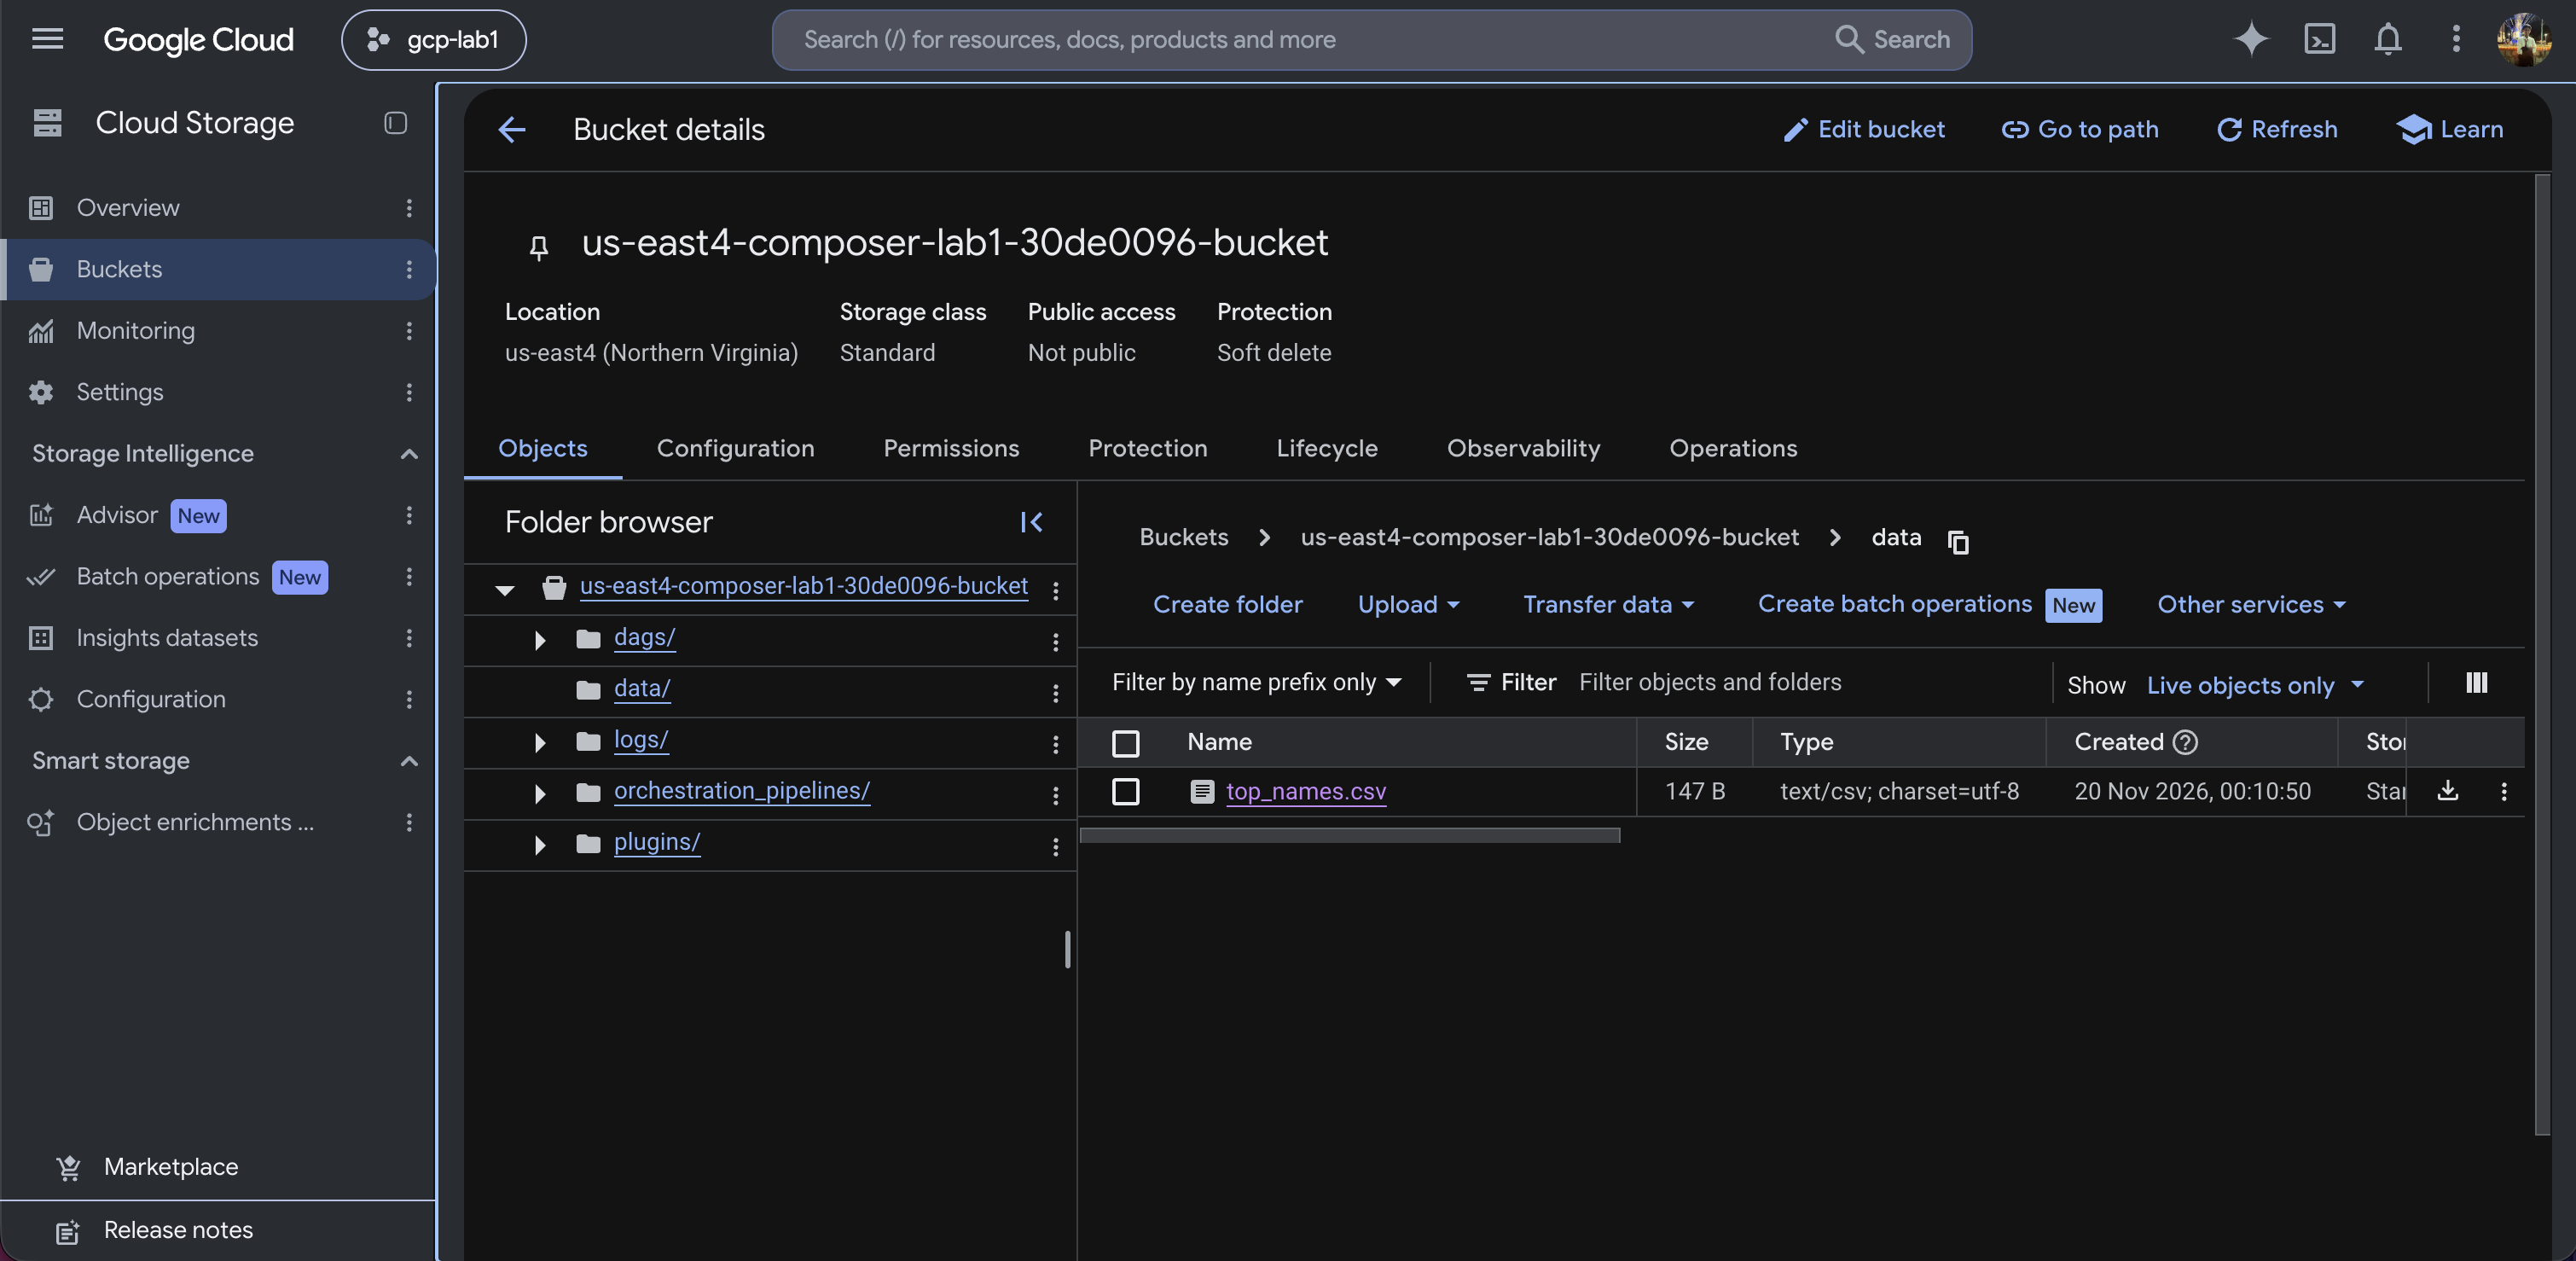 Google Cloud
gcp-lab1
Search (/) for resources, docs, products and more
Search
Cloud Storage
Overview
Buckets
Monitoring
Settings
Storage Intelligence
Advisor New
Batch operations New
Insights datasets
Configuration
Smart storage
Object enrichments ...
Marketplace
Release notes
Bucket details
Edit bucket
Go to path
Refresh
Learn
us-east4-composer-lab1-30de0096-bucket
Location Storage class Public access Protection
us-east4 (Northern Virginia) Standard Not public Soft delete
Objects Configuration Permissions Protection Lifecycle Observability Operations
Folder browser
us-east4-composer-lab1-30de0096-bucket
dags/
data/
logs/
orchestration_pipelines/
plugins/
Buckets > us-east4-composer-lab1-30de0096-bucket > data
Create folder Upload Transfer data Create batch operations New Other services
Filter by name prefix only Filter Filter objects and folders Show Live objects only
Name Size Type Created Stor
top_names.csv 147 B text/csv; charset=utf-8 20 Nov 2026, 00:10:50 Star